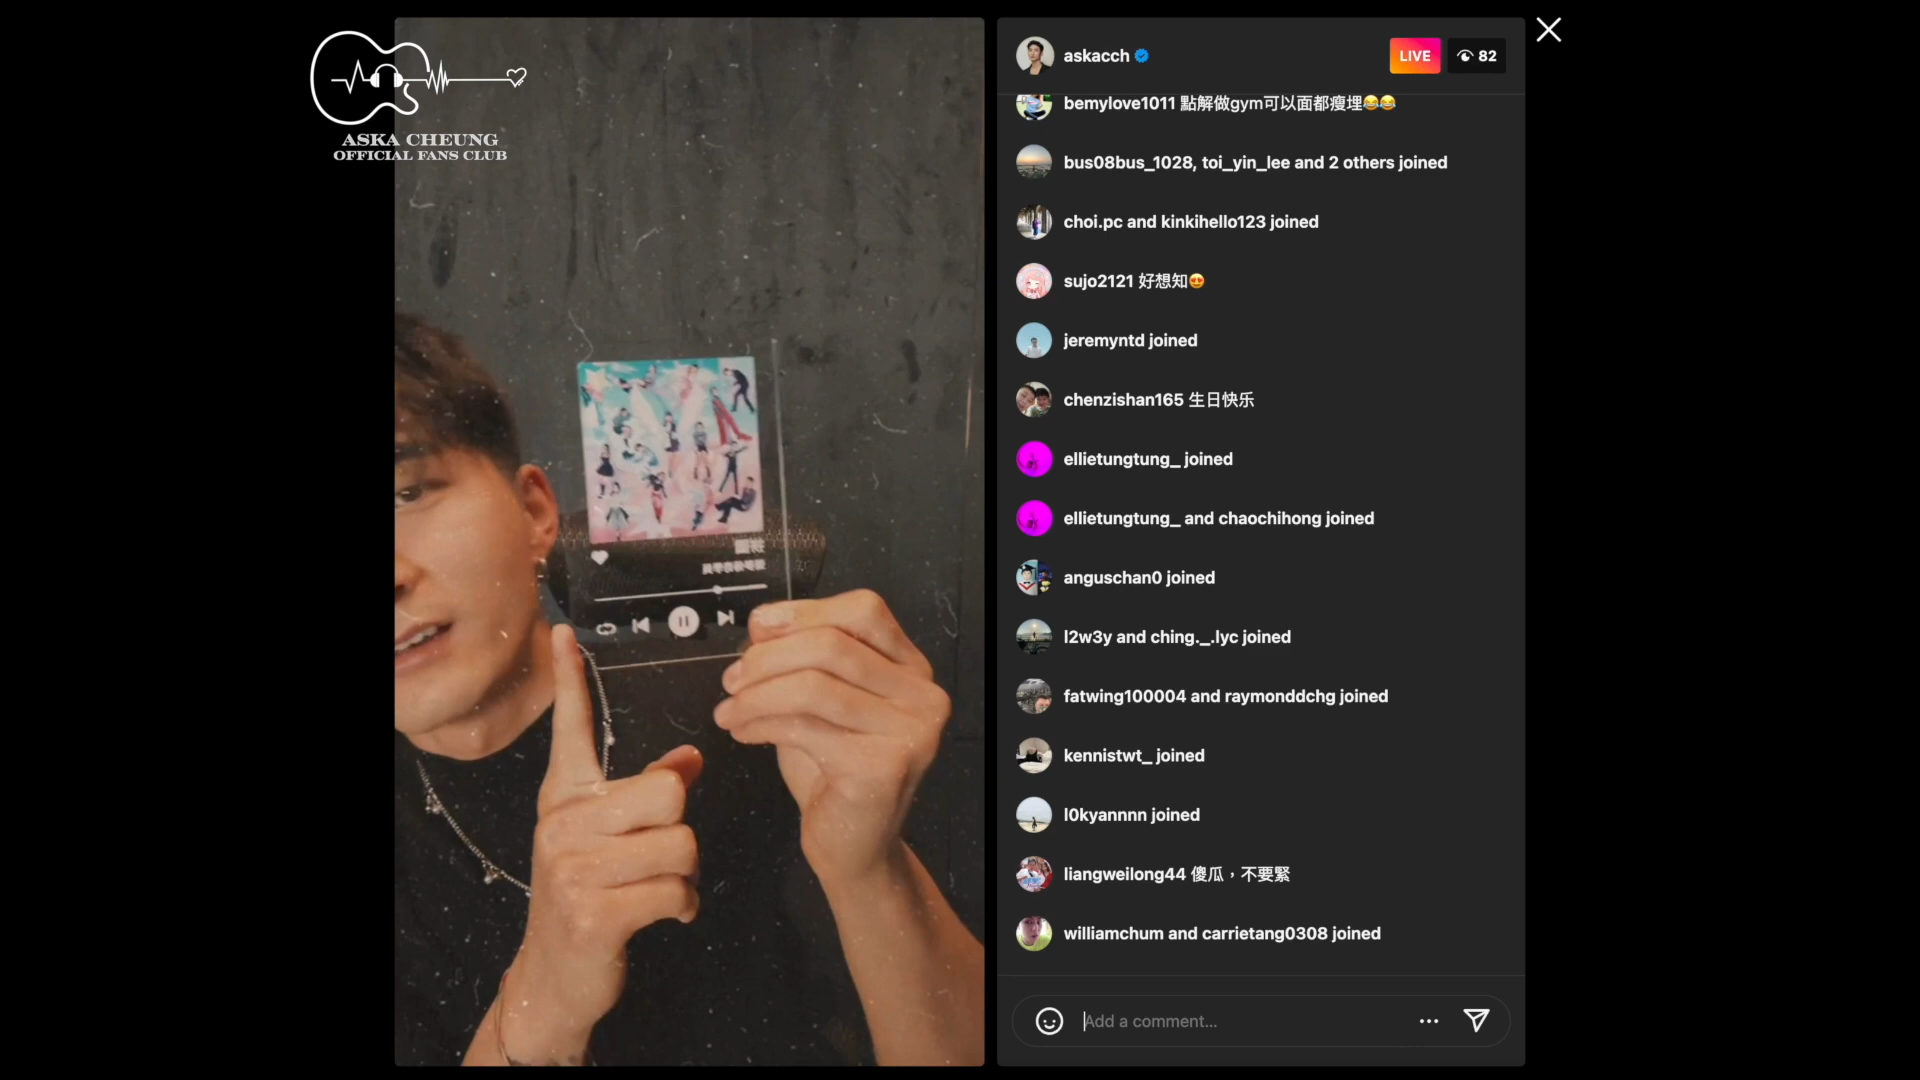 ASKA CHEUNG
OFFICIAL FANS CLUB
askacch
LIVE
82
bemylove1011 點解做gym可以面都瘦埋😂😂
bus08bus_1028, toi_yin_lee and 2 others joined
choi.pc and kinkihello123 joined
sujo2121 好想知😍
jeremyntd joined
chenzishan165 生日快乐
ellietungtung_ joined
ellietungtung_ and chaochihong joined
anguschan0 joined
l2w3y and ching._.lyc joined
fatwing100004 and raymonddchg joined
kennistwt_ joined
l0kyannnn joined
liangweilong44 傻瓜，不要緊
williamchum and carrietang0308 joined
Add a comment...